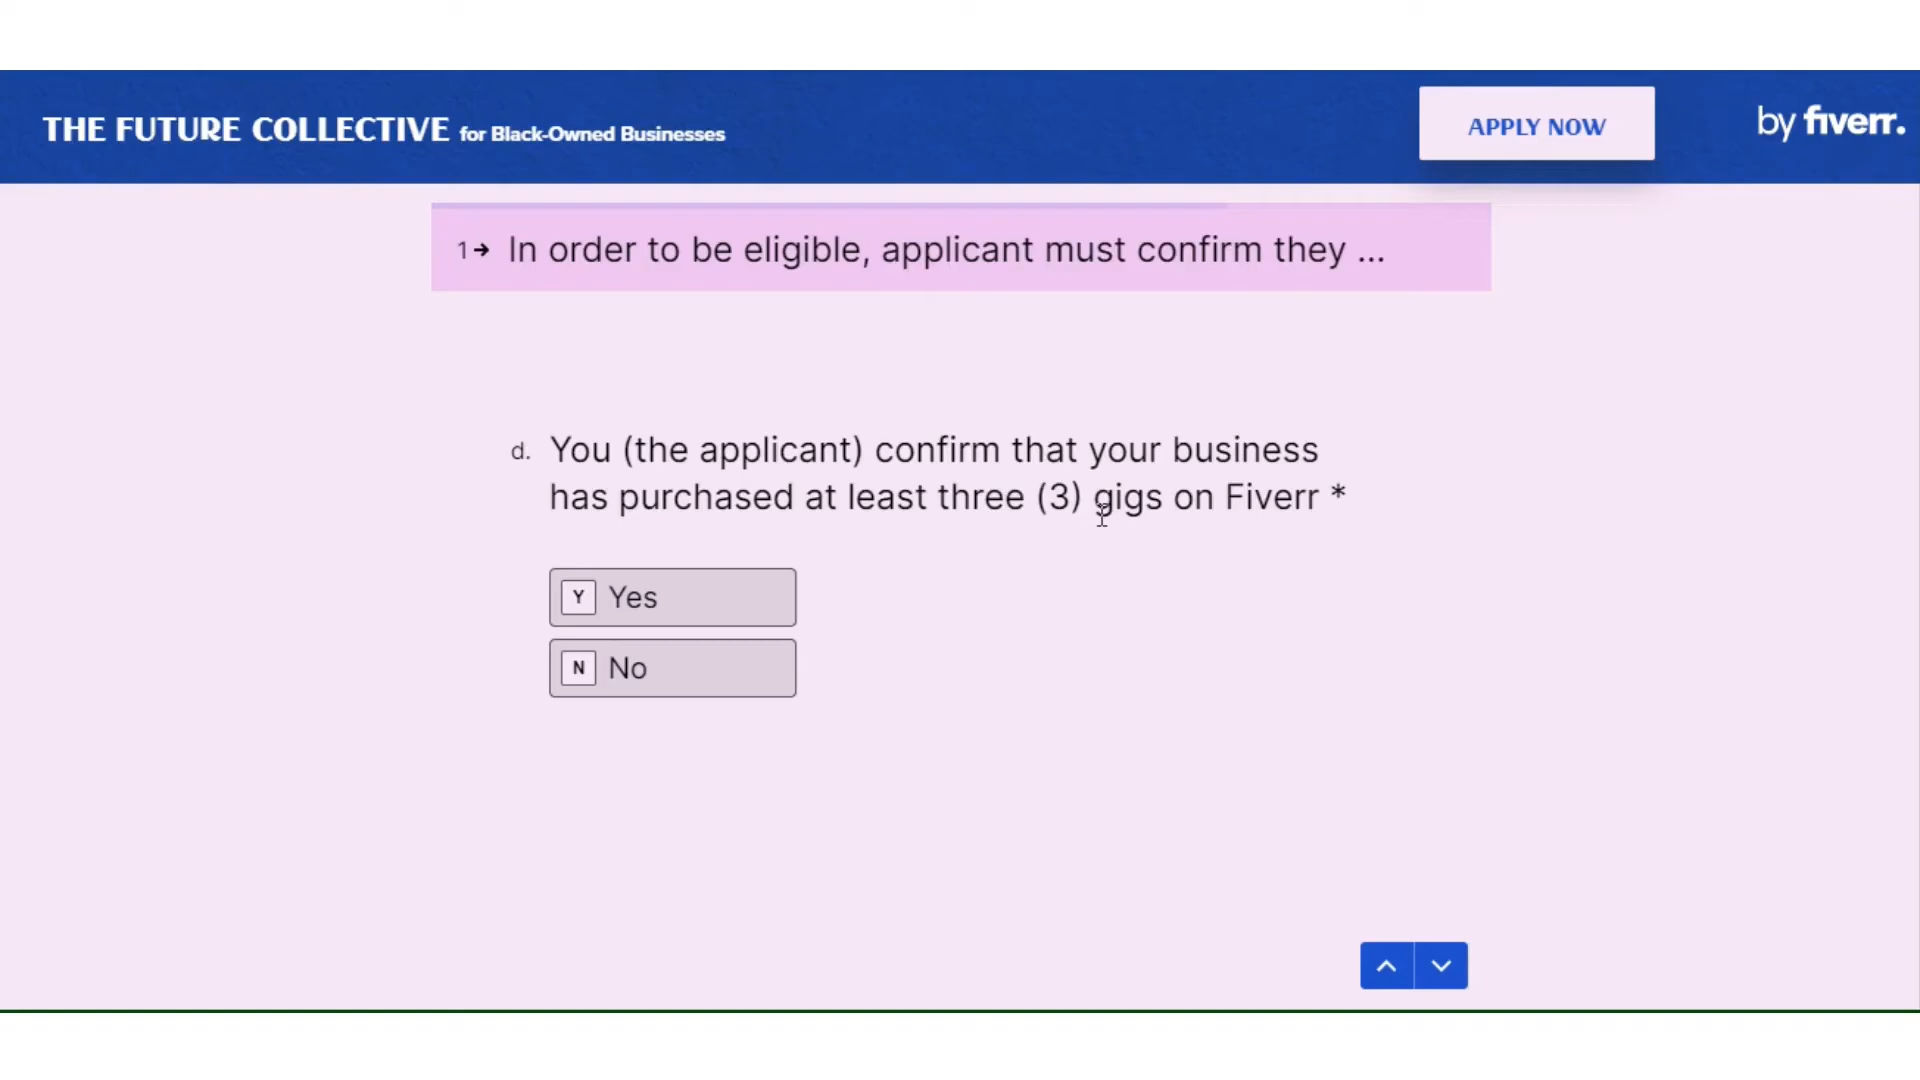 THE FUTURE COLLECTIVE for Black-Owned Businesses
APPLY NOW
by fiverr.
1 → In order to be eligible, applicant must confirm they ...
d. You (the applicant) confirm that your business
has purchased at least three (3) gigs on Fiverr *
Y Yes
N No